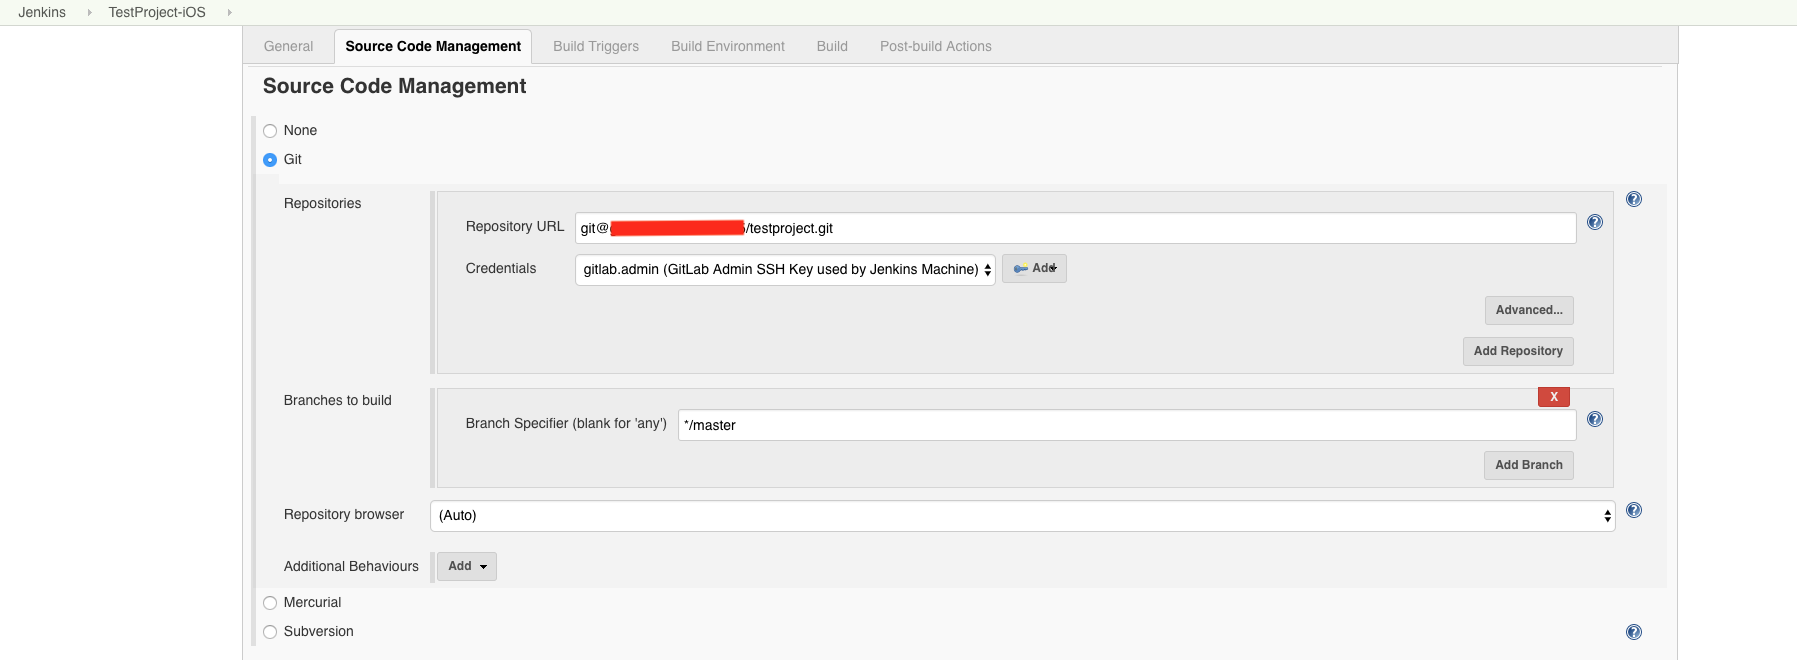 Jenkins TestProject-iOS
General Source Code Management Build Triggers Build Environment Build Post-build Actions
Source Code Management
None
Git
Repositories
Repository URL git@ /testproject.git
Credentials gitlab.admin (GitLab Admin SSH Key used by Jenkins Machine) Add
Advanced...
Add Repository
Branches to build
X
Branch Specifier (blank for 'any') */master
Add Branch
Repository browser (Auto)
Additional Behaviours Add
Mercurial
Subversion